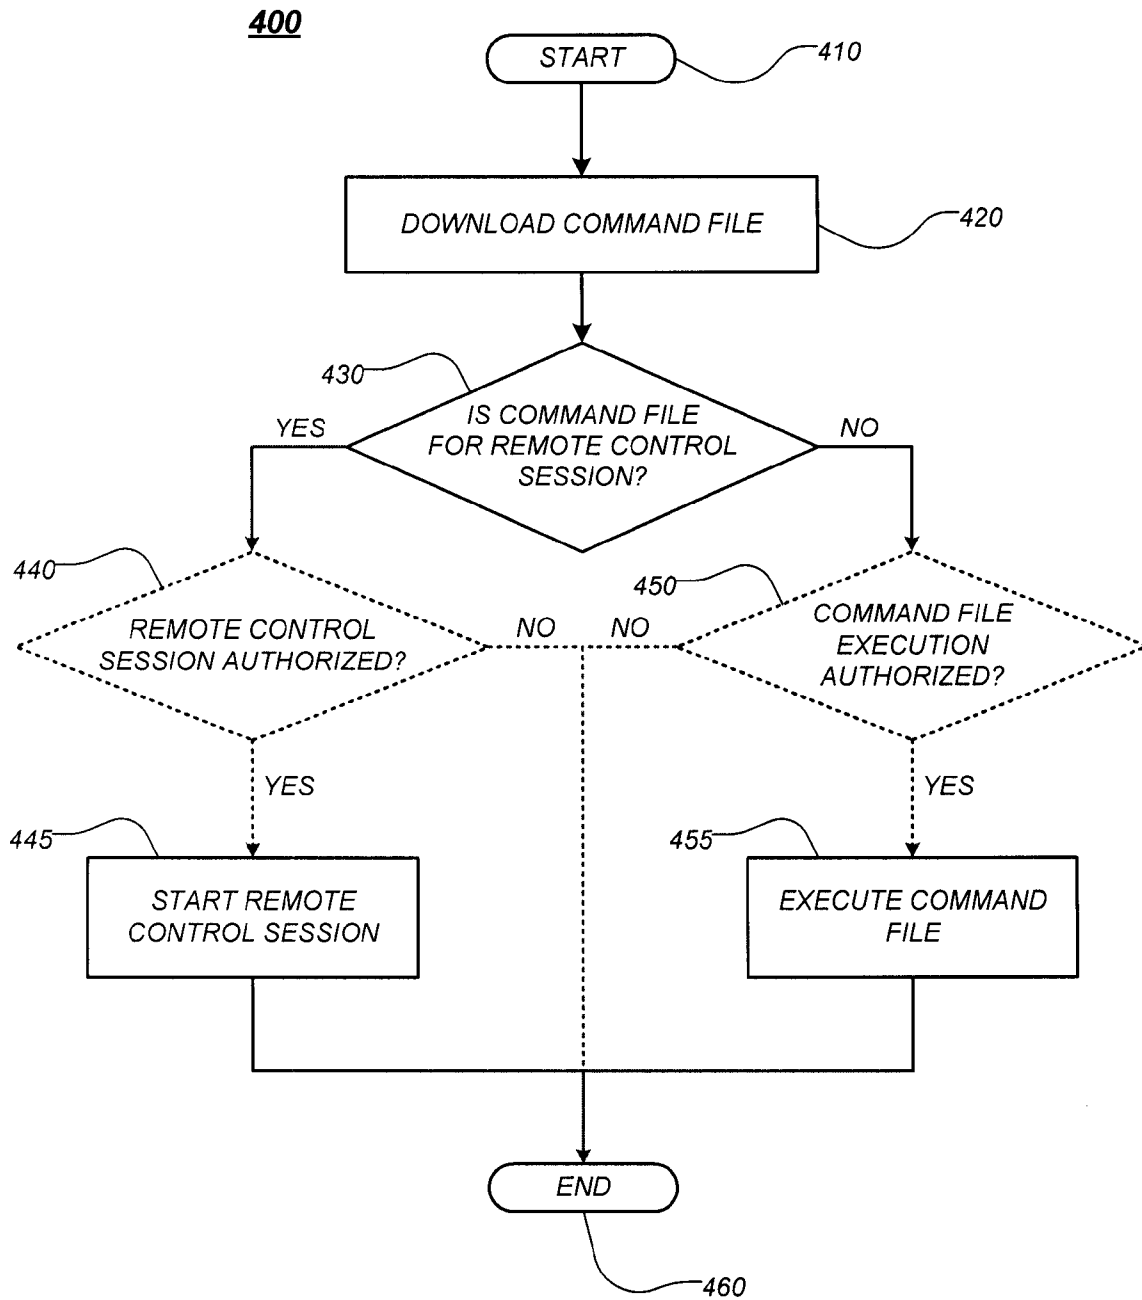 400
START
410
DOWNLOAD COMMAND FILE
420
430
IS COMMAND FILE
FOR REMOTE CONTROL
SESSION?
YES
NO
440
REMOTE CONTROL
SESSION AUTHORIZED?
NO
NO
450
COMMAND FILE
EXECUTION
AUTHORIZED?
YES
YES
445
START REMOTE
CONTROL SESSION
455
EXECUTE COMMAND
FILE
END
460